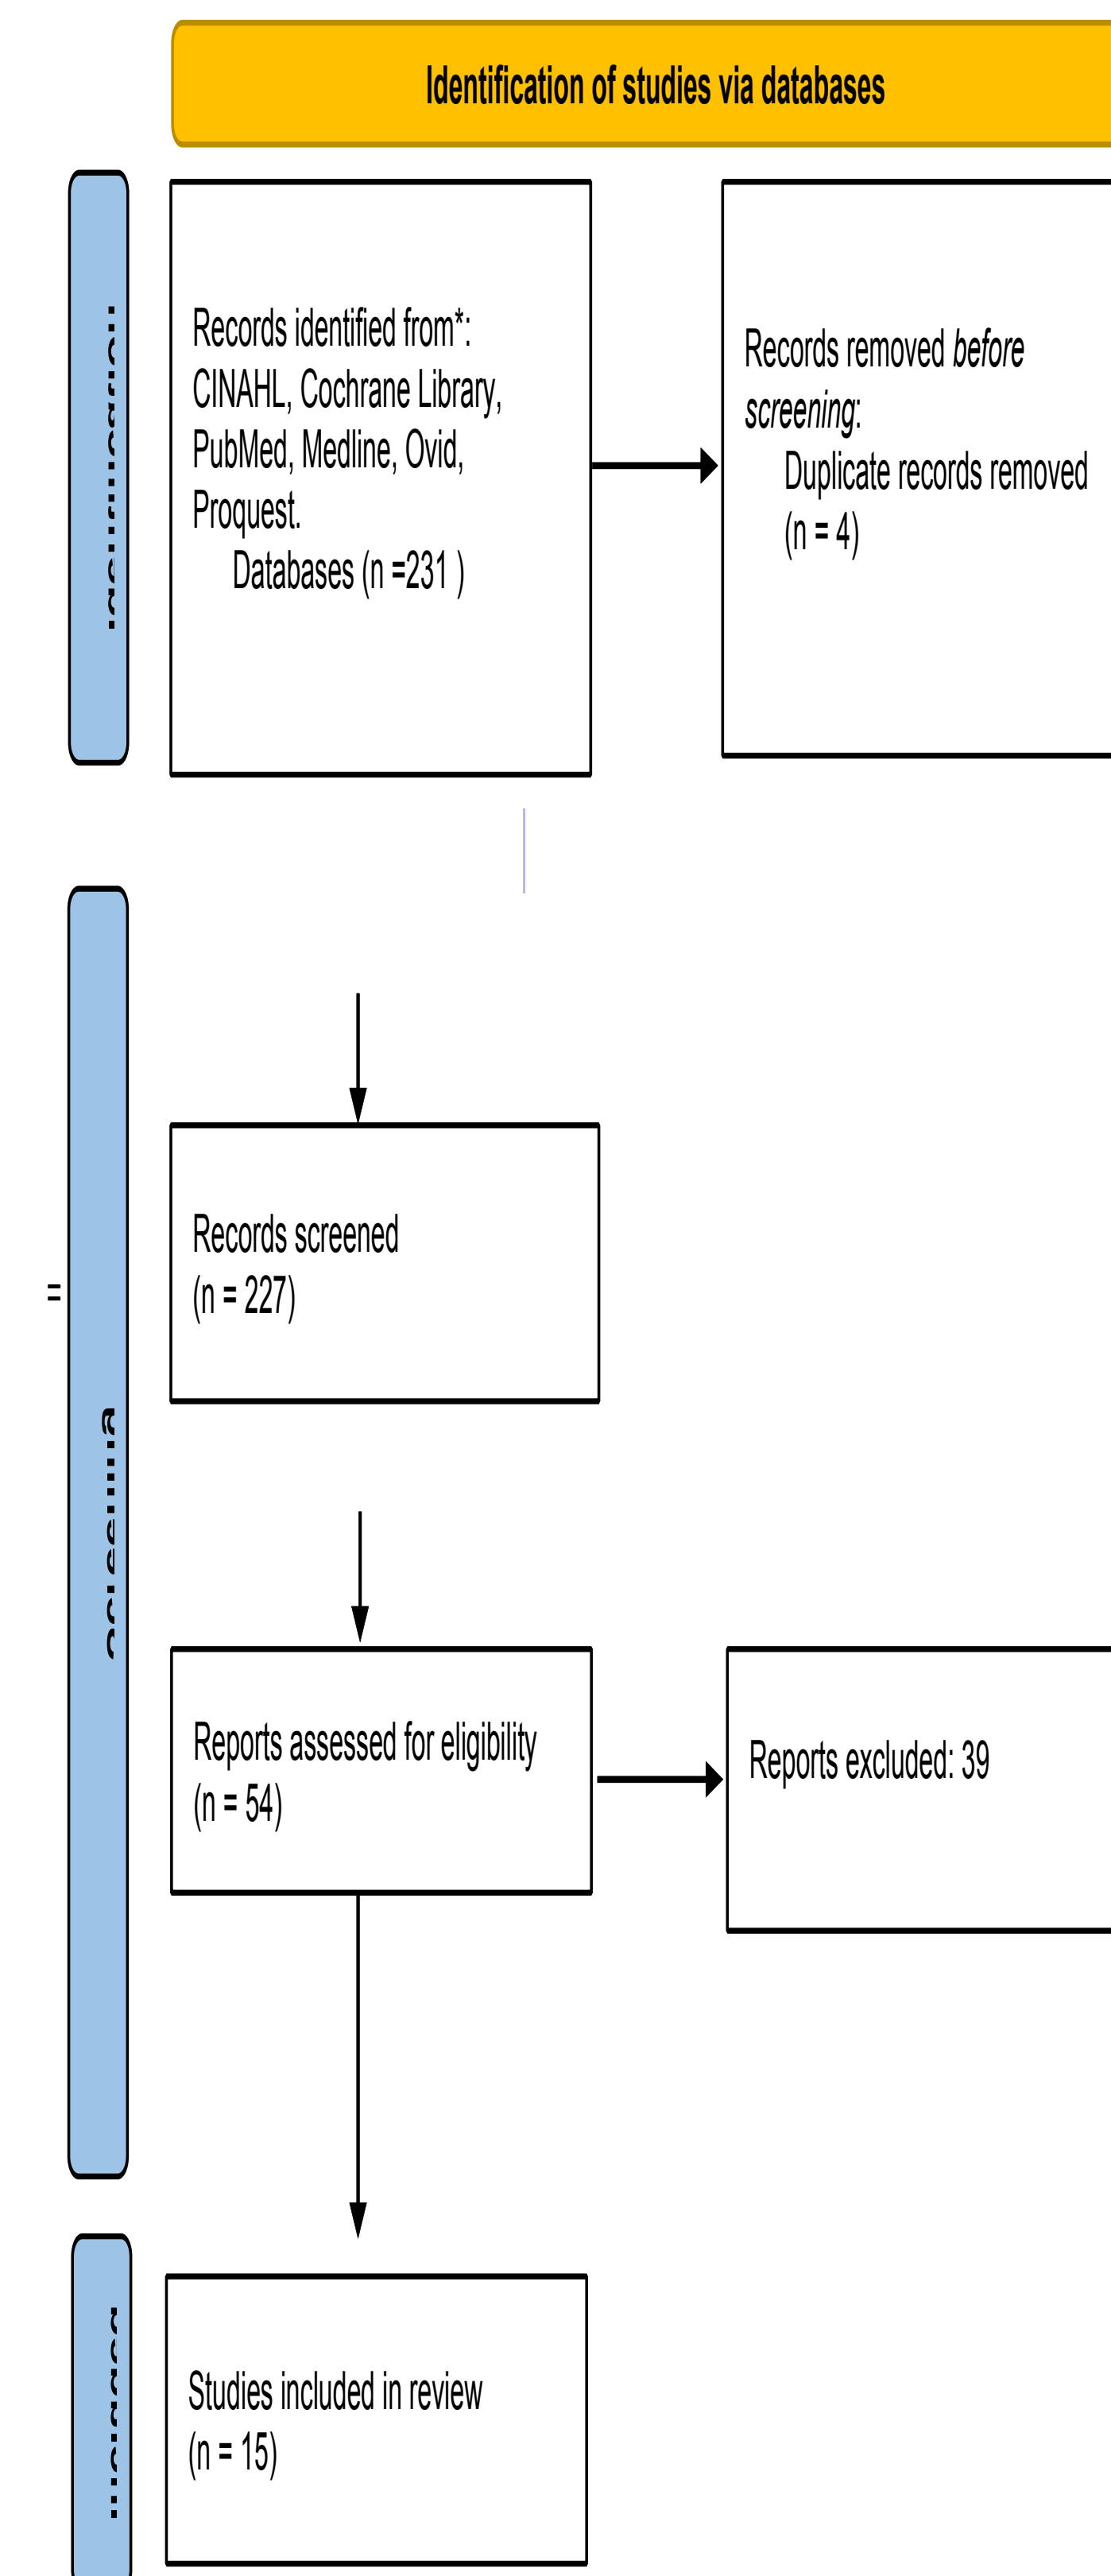 Identification of studies via databases
Records identified from*:
CINAHL, Cochrane Library,
PubMed, Medline, Ovid,
Proquest.
Databases (n =231 )
Records removed before
screening:
Duplicate records removed
(n = 4)
Records screened
(n = 227)
=
Reports assessed for eligibility
(n = 54)
Reports excluded: 39
Studies included in review
(n = 15)